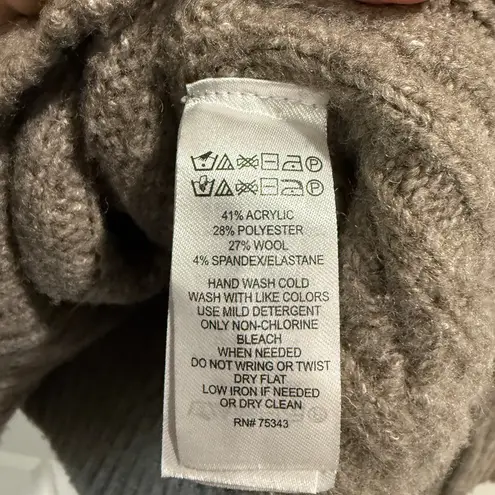 41% ACRYLIC
28% POLYESTER
27% WOOL
4% SPANDEX/ELASTANE
HAND WASH COLD
WASH WITH LIKE COLORS
USE MILD DETERGENT
ONLY NON-CHLORINE
BLEACH
WHEN NEEDED
DO NOT WRING OR TWIST
DRY FLAT
LOW IRON IF NEEDED
OR DRY CLEAN
RN# 75343